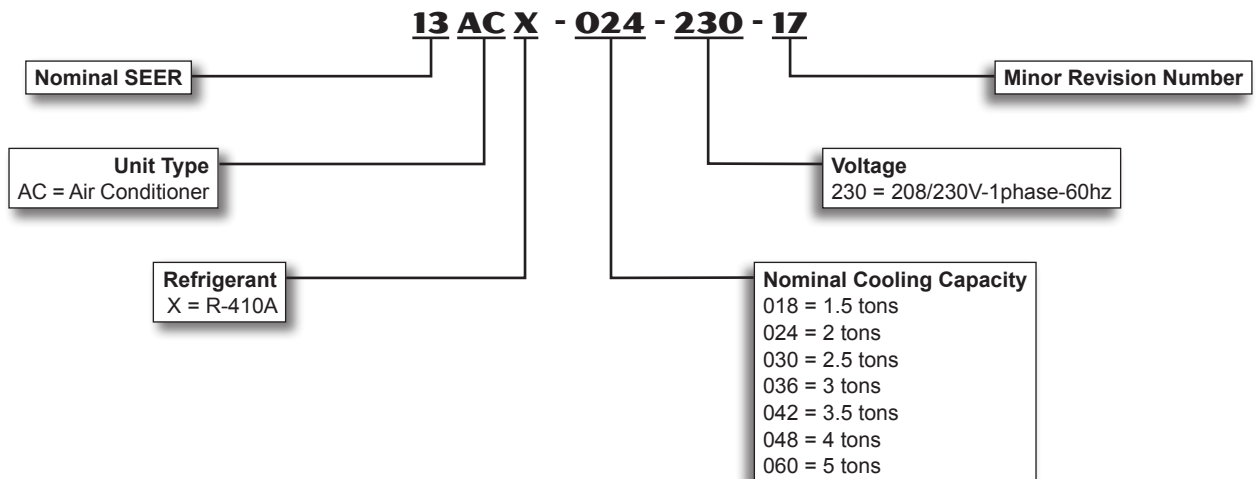 13 AC X - 024 - 230 - 17
Nominal SEER
Minor Revision Number
Unit Type
AC = Air Conditioner
Voltage
230 = 208/230V-1phase-60hz
Refrigerant
X = R-410A
Nominal Cooling Capacity
018 = 1.5 tons
024 = 2 tons
030 = 2.5 tons
036 = 3 tons
042 = 3.5 tons
048 = 4 tons
060 = 5 tons